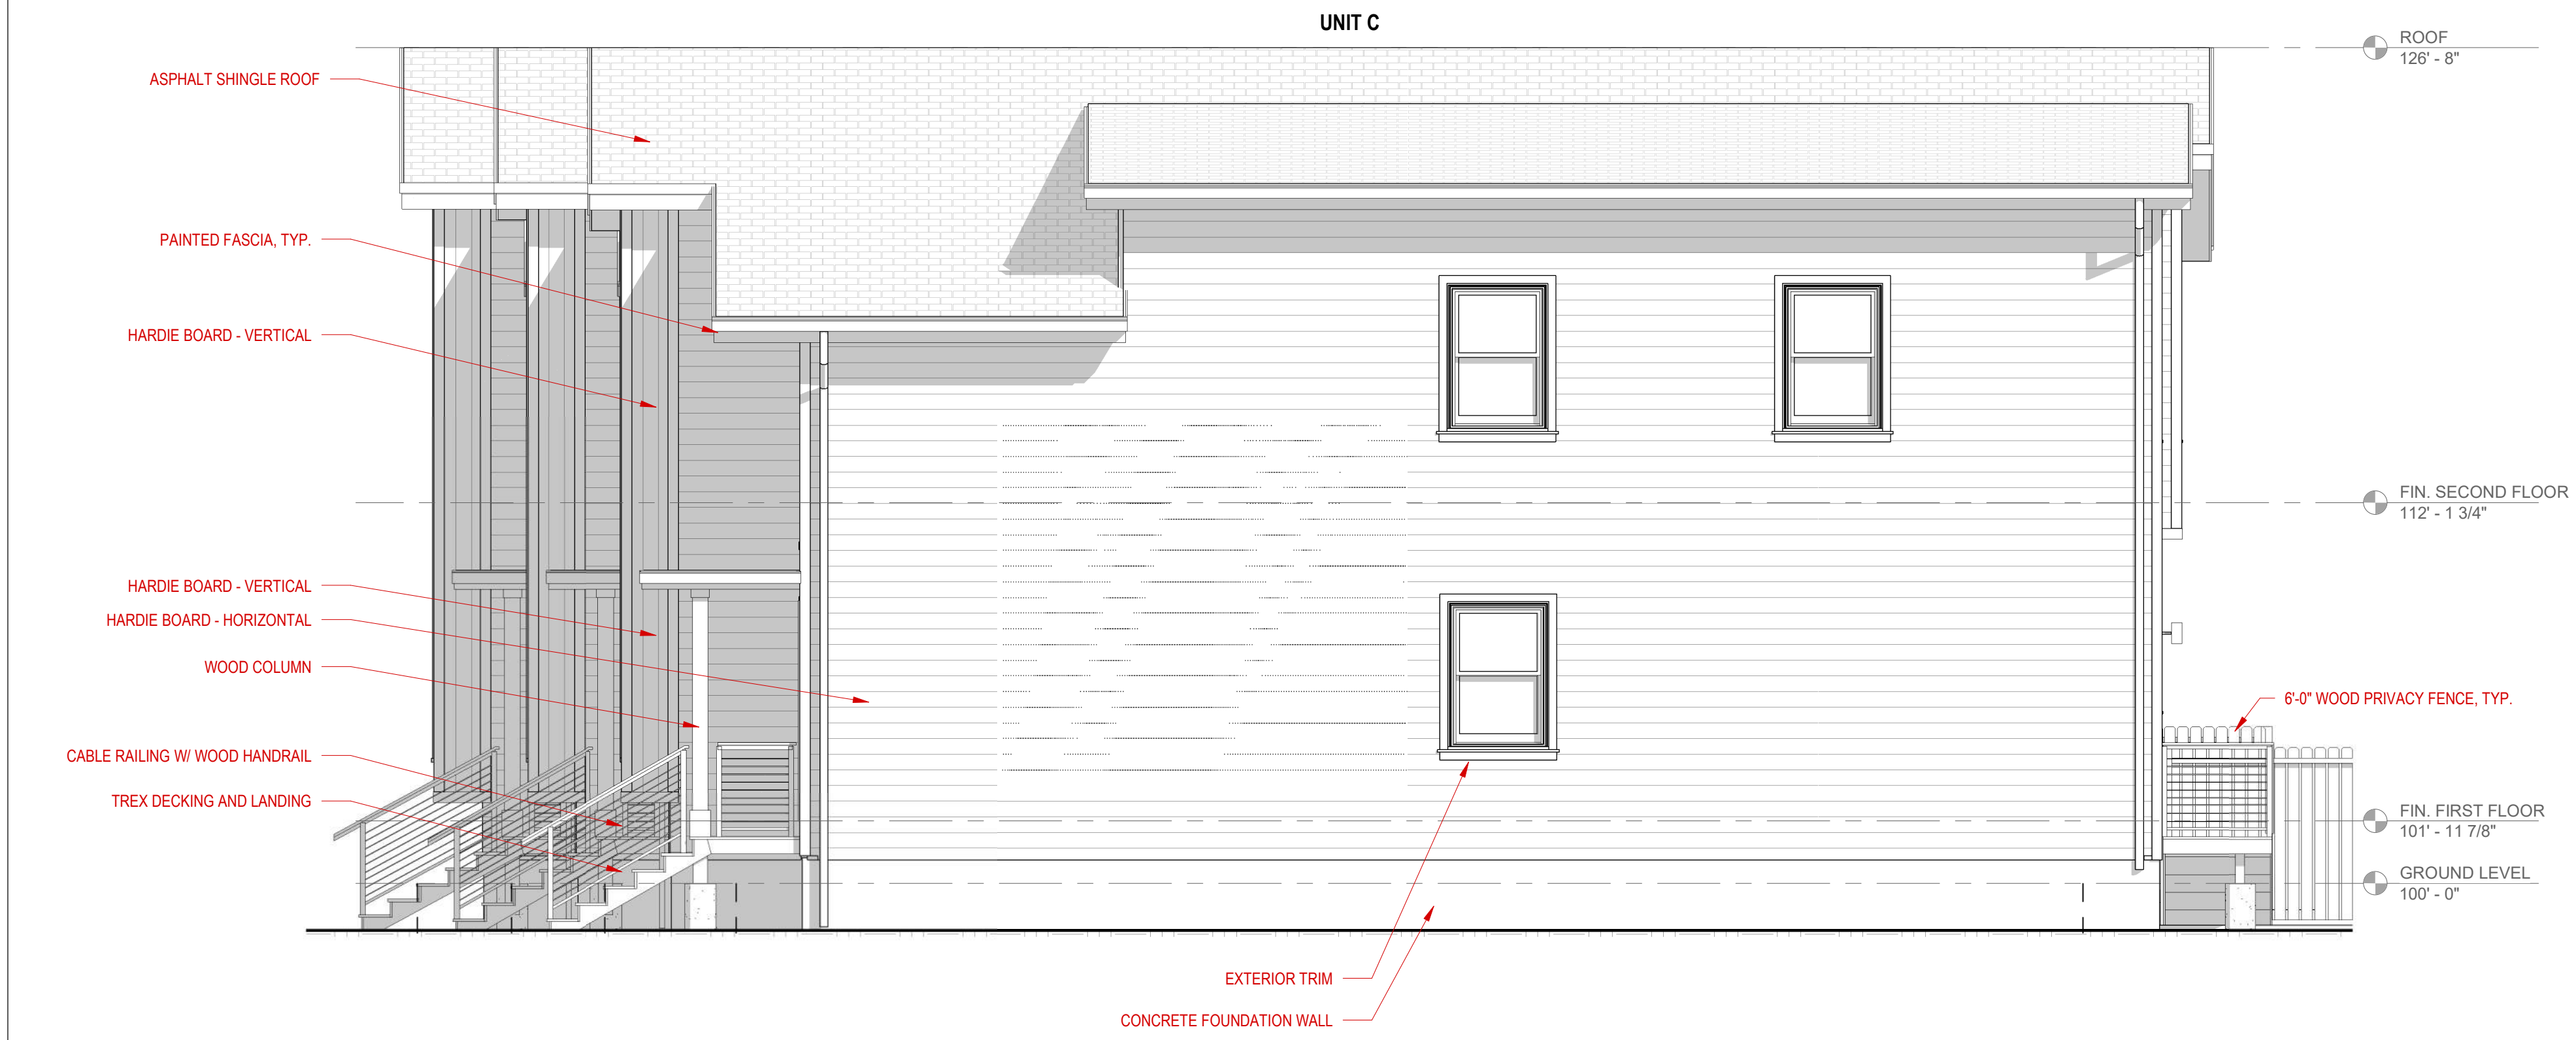 UNIT C
ROOF
126' - 8"
ASPHALT SHINGLE ROOF
PAINTED FASCIA, TYP.
HARDIE BOARD - VERTICAL
FIN. SECOND FLOOR
112' - 1 3/4"
HARDIE BOARD - VERTICAL
HARDIE BOARD - HORIZONTAL
WOOD COLUMN
6'-0" WOOD PRIVACY FENCE, TYP.
CABLE RAILING W/ WOOD HANDRAIL
TREX DECKING AND LANDING
FIN. FIRST FLOOR
101' - 11 7/8"
GROUND LEVEL
100' - 0"
EXTERIOR TRIM
CONCRETE FOUNDATION WALL